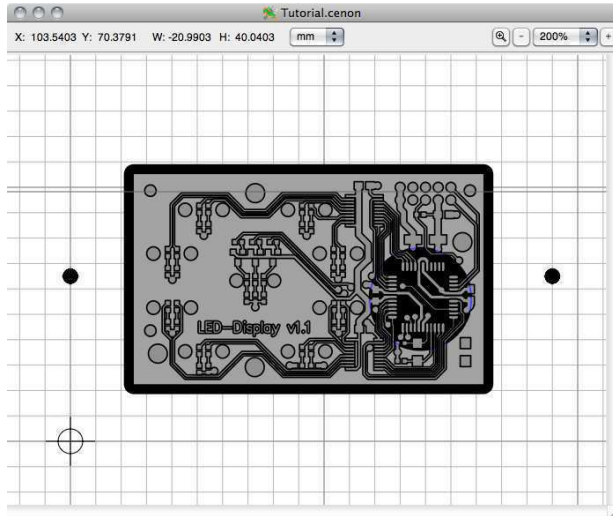 Tutorial.cenon
X: 103.5403 Y: 70.3791 W: -20.9903 H: 40.0403 mm - 200% +
LED-Display v1.1